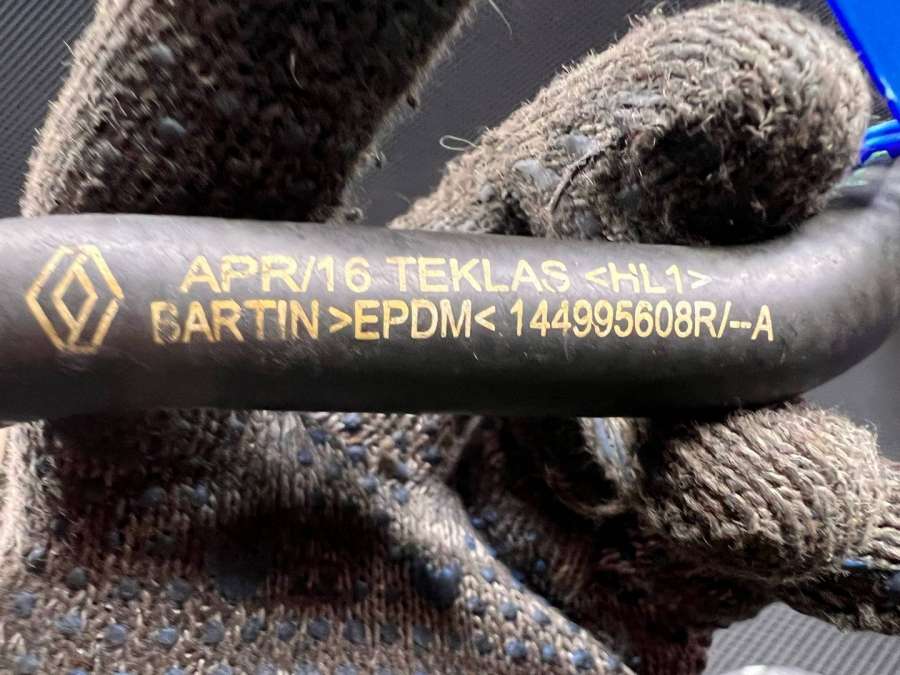 APR/16 TEKLAS <HL1>
BARTIN >EPDM< 144995608R/--A